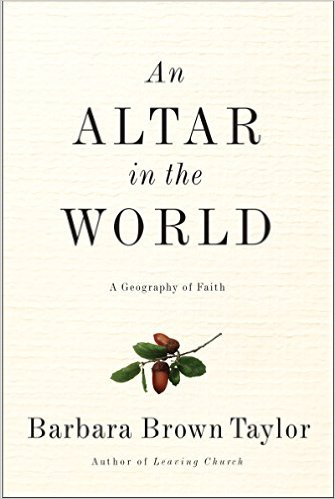 An
ALTAR
in the
WORLD
A Geography of Faith
Barbara Brown Taylor
Author of Leaving Church